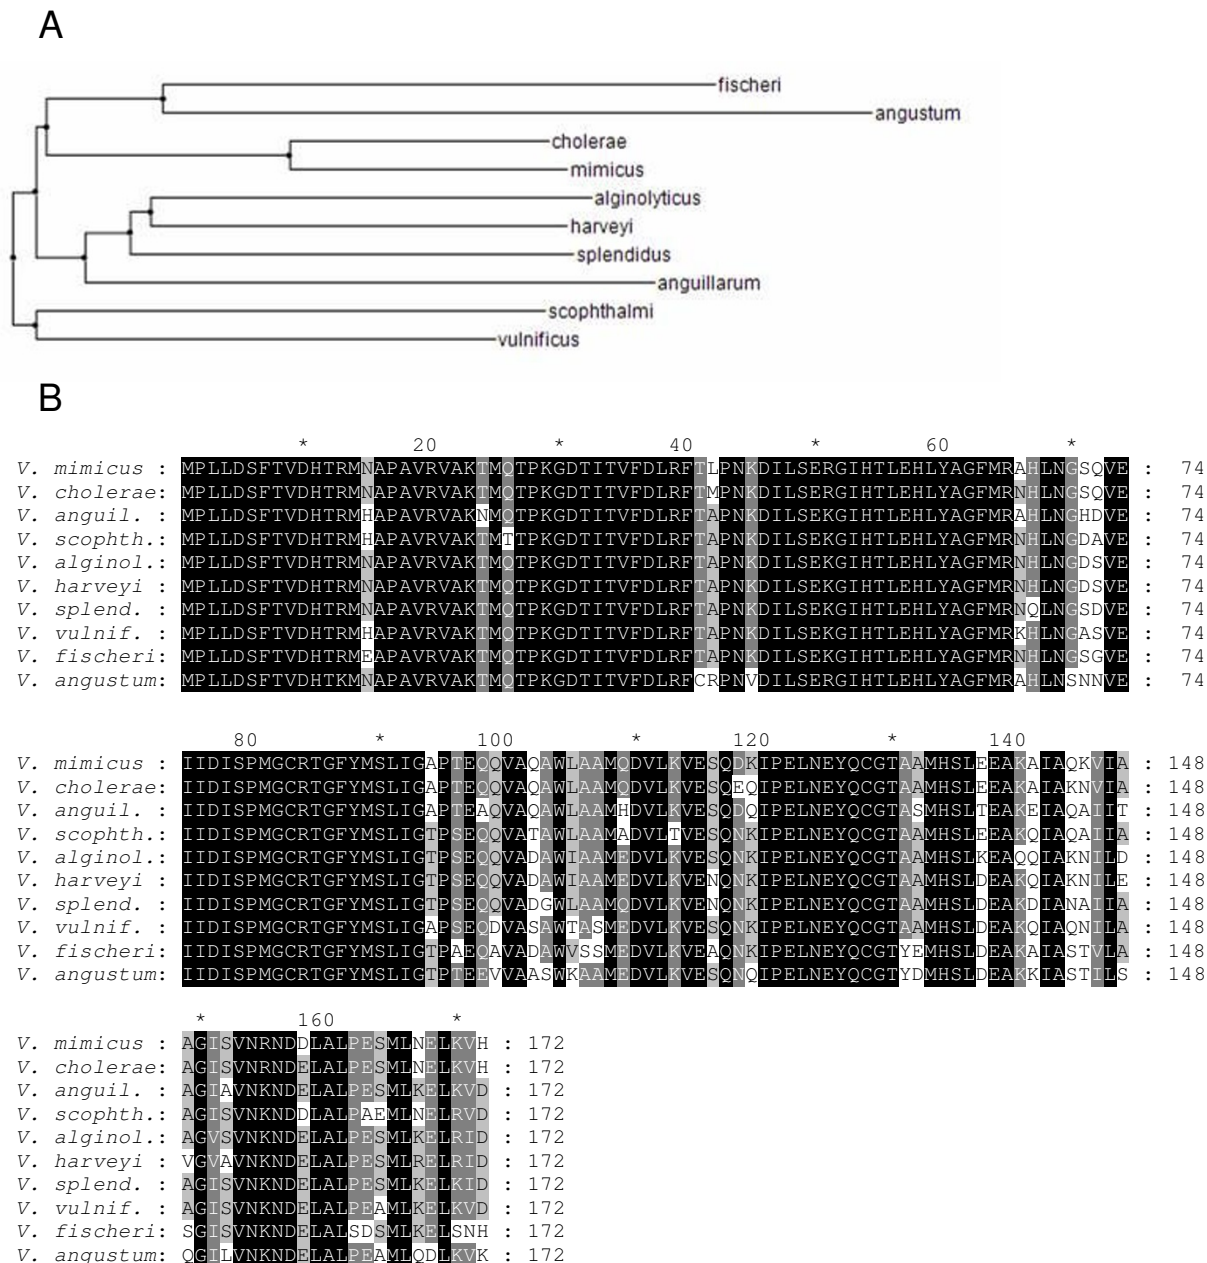 A
fischeri
angustum
cholerae
mimicus
alginolyticus
harveyi
splendidus
anguillarum
scophthalmi
vulnificus
B
* 20 * 40 * 60 *
V. mimicus : MPLLDSFTVDHTRMNAPAVRVAKTMQTPKGDTITVFDLRFTLPNKDILSERGIHTLEHLYAGFMRAHLNGSQVE : 74
V. cholerae: MPLLDSFTVDHTRMNAPAVRVAKTMQTPKGDTITVFDLRFTMPNKDILSERGIHTLEHLYAGFMRNHLNGSQVE : 74
V. anguil. : MPLLDSFTVDHTRMHAPAVRVAKNMQTPKGDTITVFDLRFTAPNKDILSEKGIHTLEHLYAGFMRAHLNGHDVE : 74
V. scophth.: MPLLDSFTVDHTRMHAPAVRVAKTMTTPKGDTITVFDLRFTAPNKDILSEKGIHTLEHLYAGFMRNHLNGDAVE : 74
V. alginol.: MPLLDSFTVDHTRMNAPAVRVAKTMQTPKGDTITVFDLRFTAPNKDILSEKGIHTLEHLYAGFMRNHLNGDSVE : 74
V. harveyi : MPLLDSFTVDHTRMNAPAVRVAKTMQTPKGDTITVFDLRFTAPNKDILSEKGIHTLEHLYAGFMRNHLNGDSVE : 74
V. splend. : MPLLDSFTVDHTRMNAPAVRVAKTMQTPKGDTITVFDLRFTAPNKDILSEKGIHTLEHLYAGFMRNQLNGSDVE : 74
V. vulnif. : MPLLDSFTVDHTRMHAPAVRVAKTMQTPKGDTITVFDLRFTAPNKDILSEKGIHTLEHLYAGFMRKHLNGASVE : 74
V. fischeri: MPLLDSFTVDHTRMEAPAVRVAKTMQTPKGDTITVFDLRFTAPNKDILSEKGIHTLEHLYAGFMRNHLNGSGVE : 74
V. angustum: MPLLDSFTVDHTKMNAPAVRVAKTMQTPKGDTITVFDLRFCRPNVDILSERGIHTLEHLYAGFMRAHLNSNNVE : 74
80 * 100 * 120 * 140
V. mimicus : IIDISPMGCRTGFYMSLIGAPTEQQVAQAWLAAMQDVLKVESQDKIPELNEYQCGTAAMHSLEEAKAIAQKVIA : 148
V. cholerae: IIDISPMGCRTGFYMSLIGAPTEQQVAQAWLAAMQDVLKVESQEQIPELNEYQCGTAAMHSLEEAKAIAKNVIA : 148
V. anguil. : IIDISPMGCRTGFYMSLIGAPTEAQVAQAWLAAMHDVLKVESQDQIPELNEYQCGTASMHSLTEAKEIAQAIIT : 148
V. scophth.: IIDISPMGCRTGFYMSLIGTPSEQQVATAWLAAMADVLTVESQNKIPELNEYQCGTAAMHSLEEAKQIAQAIIA : 148
V. alginol.: IIDISPMGCRTGFYMSLIGTPSEQQVADAWIAAMEDVLKVESQNKIPELNEYQCGTAAMHSLKEAQQIAKNILD : 148
V. harveyi : IIDISPMGCRTGFYMSLIGTPSEQQVADAWIAAMEDVLKVENQNKIPELNEYQCGTAAMHSLDEAKQIAKNILE : 148
V. splend. : IIDISPMGCRTGFYMSLIGTPSEQQVADGWLAAMQDVLKVENQNKIPELNEYQCGTAAMHSLDEAKDIANAIIA : 148
V. vulnif. : IIDISPMGCRTGFYMSLIGAPSEQDVASAWTASMEDVLKVESQNKIPELNEYQCGTAAMHSLDEAKQIAQNILA : 148
V. fischeri: IIDISPMGCRTGFYMSLIGTPAEQAVADAWVSSMEDVLKVEAQNKIPELNEYQCGTYEMHSLDEAKAIASTVLA : 148
V. angustum: IIDISPMGCRTGFYMSLIGTPTEEVVAASWKAAMEDVLKVESQNQIPELNEYQCGTYDMHSLDEAKKIASTILS : 148
* 160 *
V. mimicus : AGISVNRNDDLALPESMLNELKVH : 172
V. cholerae: AGISVNRNDELALPESMLNELKVH : 172
V. anguil. : AGIAVNKNDELALPESMLKELKVD : 172
V. scophth.: AGISVNKNDDLALPAEMLNELRVD : 172
V. alginol.: AGVSVNKNDELALPESMLKELRID : 172
V. harveyi : VGVAVNKNDELALPESMLRELRID : 172
V. splend. : AGISVNKNDELALPESMLKELKID : 172
V. vulnif. : AGISVNKNDELALPEAMLKELKVD : 172
V. fischeri: SGISVNKNDELALSDSMLKELSNH : 172
V. angustum: QGILVNKNDELALPEAMLQDLKVK : 172